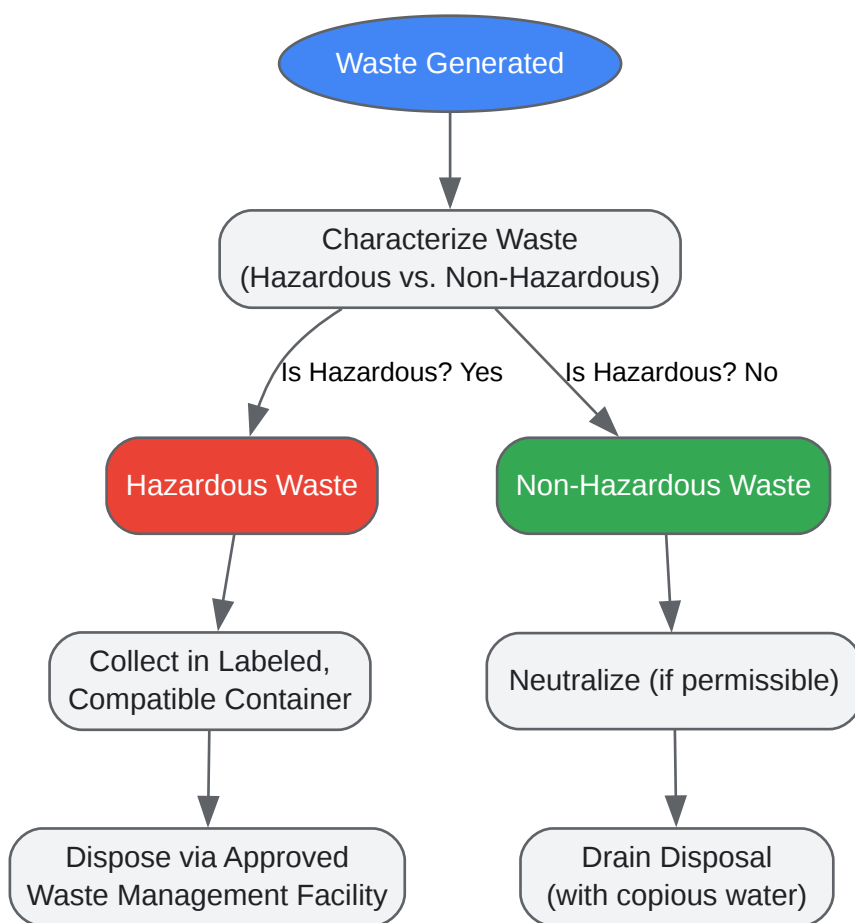 Waste Generated
Characterize Waste
(Hazardous vs. Non-Hazardous)
Is Hazardous? Yes
Is Hazardous? No
Hazardous Waste
Non-Hazardous Waste
Collect in Labeled,
Compatible Container
Neutralize (if permissible)
Dispose via Approved
Waste Management Facility
Drain Disposal
(with copious water)